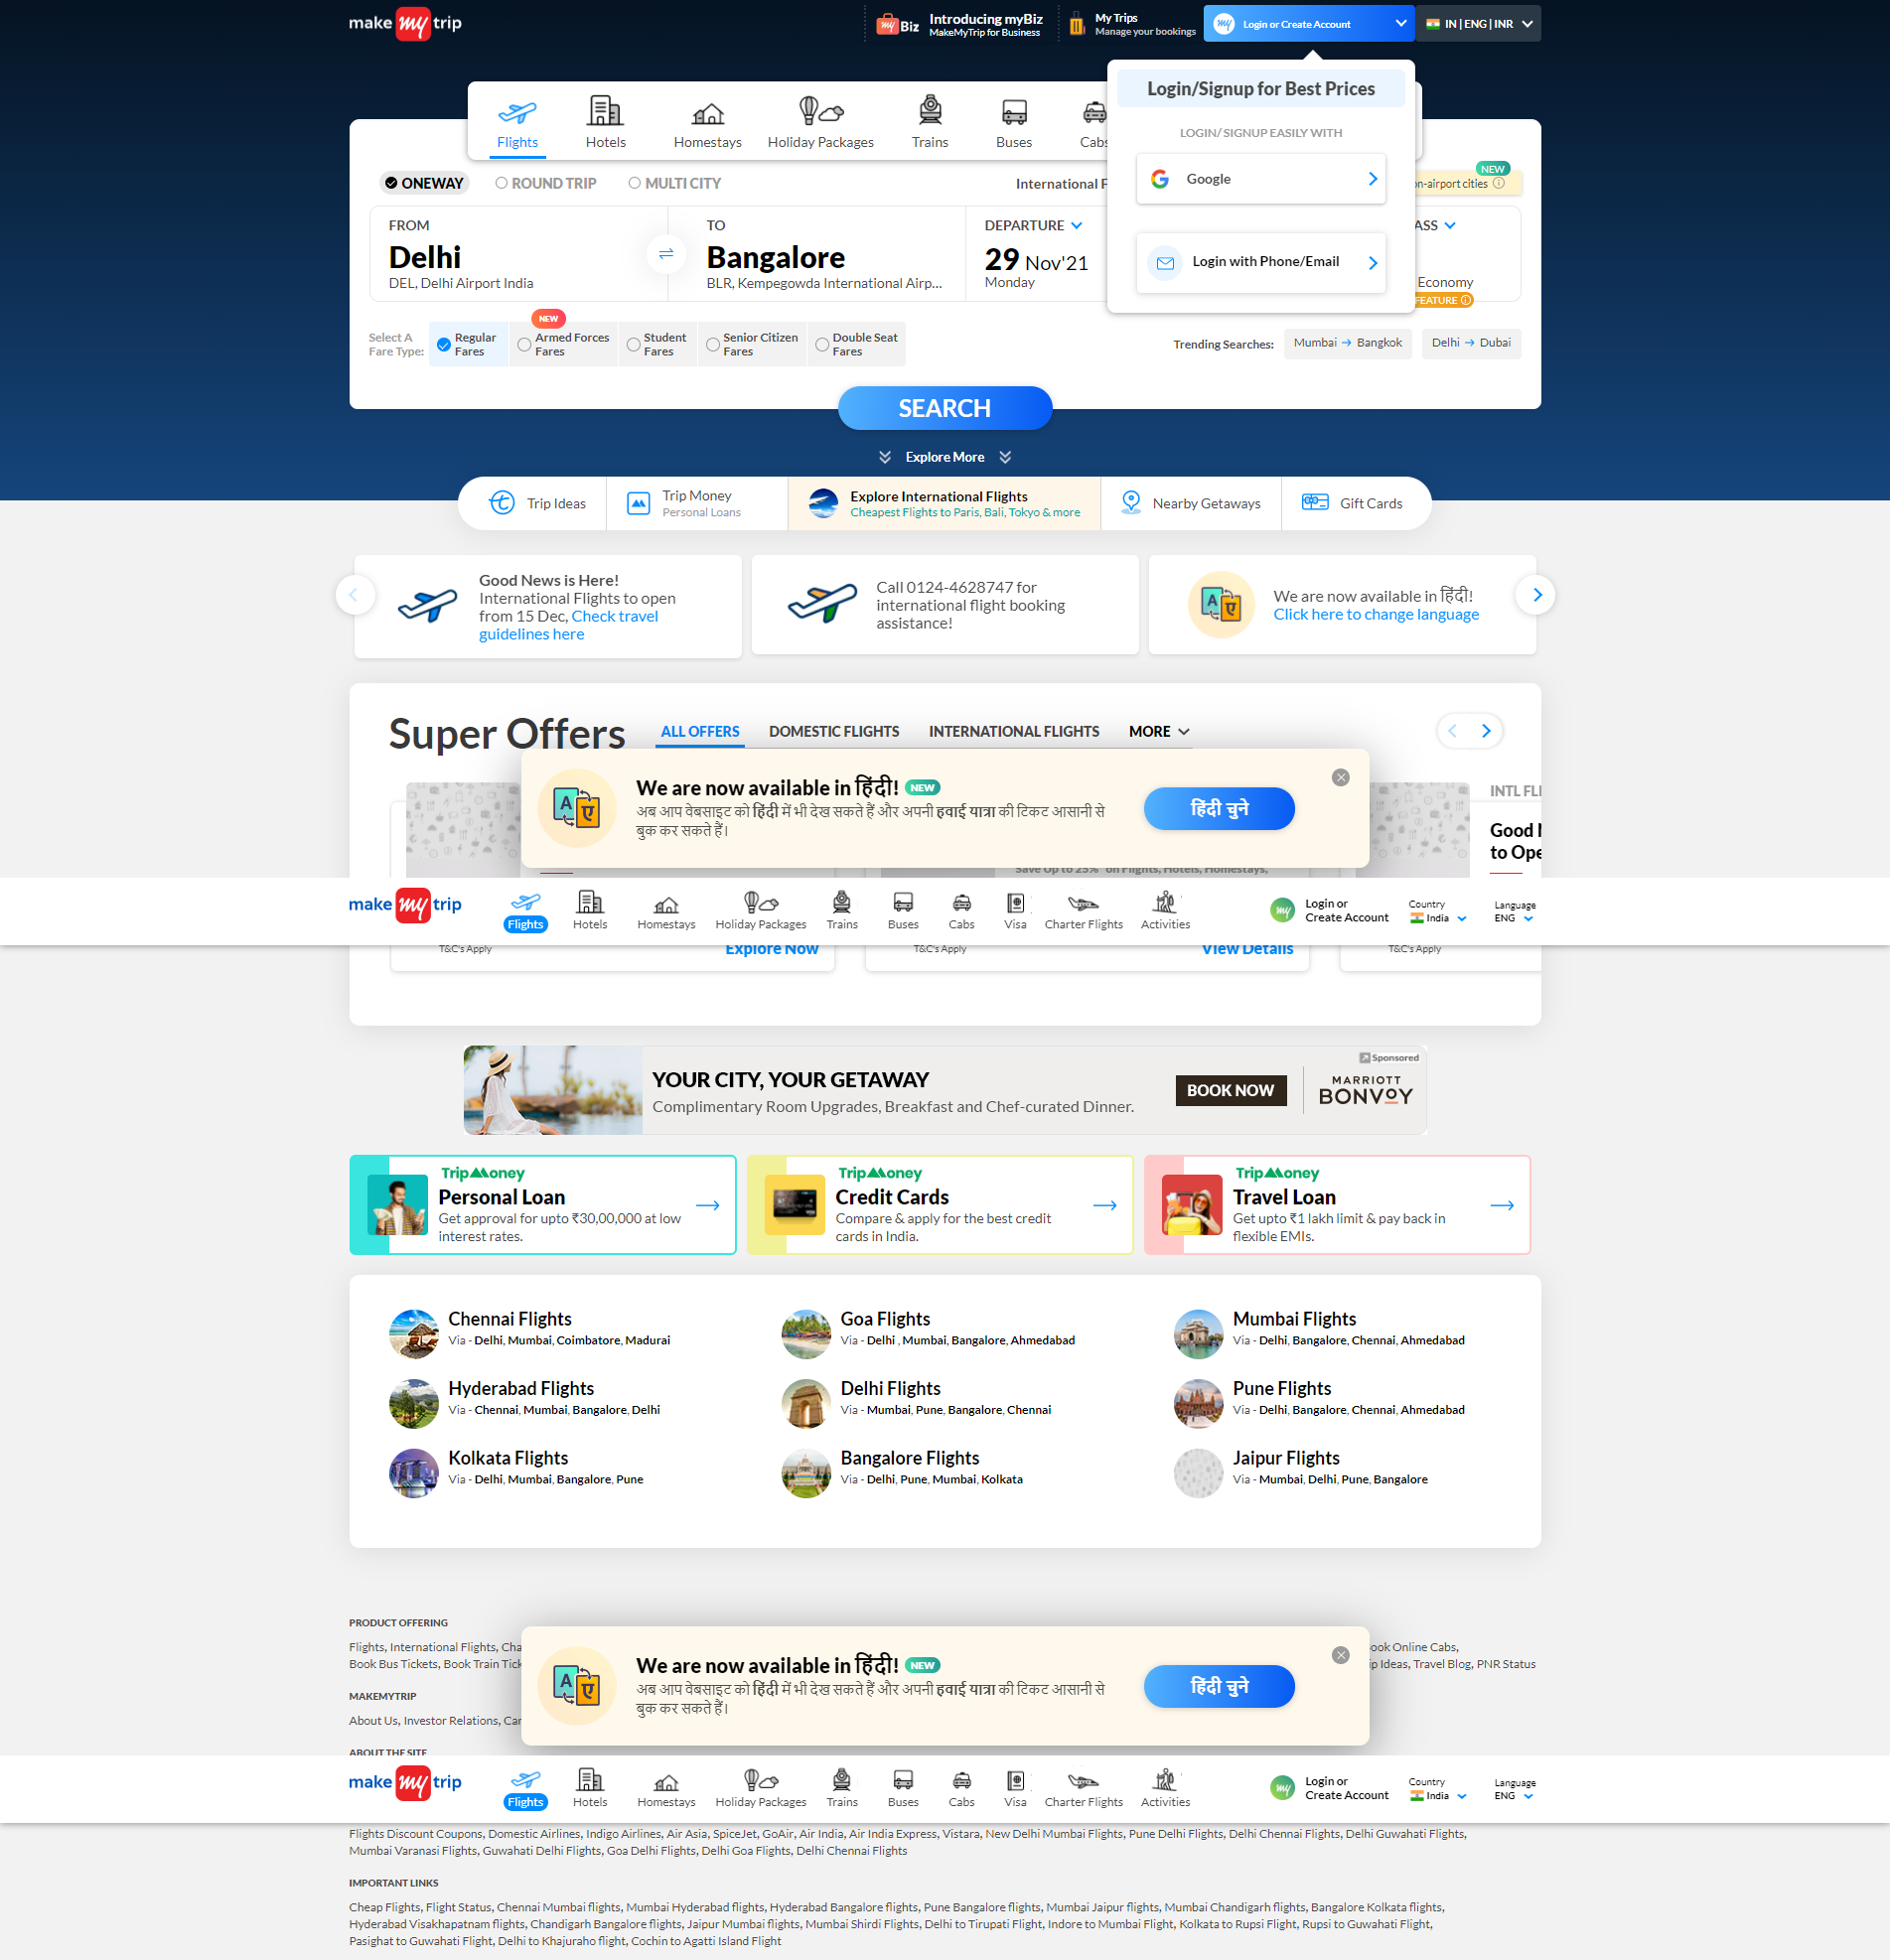 make my trip
my Biz
Introducing myBiz
MakeMyTrip for Business
My Trips
Manage your bookings
my
Login or Create Account
IN | ENG | INR
Login/Signup for Best Prices
LOGIN/ SIGNUP EASILY WITH
Google
Login with Phone/Email
Flights
Hotels
Homestays
Holiday Packages
Trains
Buses
Cabs
ONEWAY
ROUND TRIP
MULTI CITY
International F
NEW
on-airport cities
FROM
Delhi
DEL, Delhi Airport India
TO
Bangalore
BLR, Kempegowda International Airp...
DEPARTURE
29 Nov'21
Monday
ASS
Economy
FEATURE
Select A
Fare Type:
Regular
Fares
NEW
Armed Forces
Fares
Student
Fares
Senior Citizen
Fares
Double Seat
Fares
Trending Searches:
Mumbai → Bangkok
Delhi → Dubai
SEARCH
Explore More
Trip Ideas
Trip Money
Personal Loans
Explore International Flights
Cheapest Flights to Paris, Bali, Tokyo & more
Nearby Getaways
Gift Cards
Good News is Here!
International Flights to open
from 15 Dec, Check travel
guidelines here
Call 0124-4628747 for
international flight booking
assistance!
A ए
We are now available in हिंदी!
Click here to change language
Super Offers
ALL OFFERS
DOMESTIC FLIGHTS
INTERNATIONAL FLIGHTS
MORE
A ए
We are now available in हिंदी! NEW
अब आप वेबसाइट को हिंदी में भी देख सकते हैं और अपनी हवाई यात्रा की टिकट आसानी से
बुक कर सकते हैं।
हिंदी चुने
INTL FLI
Good
to Ope
Save Up to 25% on Flights, Hotels, Homestays,
make my trip
Flights
Hotels
Homestays
Holiday Packages
Trains
Buses
Cabs
Visa
Charter Flights
Activities
my
Login or
Create Account
Country
India
Language
ENG
T&C's Apply
Explore Now
T&C's Apply
View Details
T&C's Apply
YOUR CITY, YOUR GETAWAY
Complimentary Room Upgrades, Breakfast and Chef-curated Dinner.
BOOK NOW
Sponsored
MARRIOTT
BONVOY
TripMoney
Personal Loan
Get approval for upto ₹30,00,000 at low
interest rates.
TripMoney
Credit Cards
Compare & apply for the best credit
cards in India.
TripMoney
Travel Loan
Get upto ₹1 lakh limit & pay back in
flexible EMIs.
Chennai Flights
Via - Delhi, Mumbai, Coimbatore, Madurai
Goa Flights
Via - Delhi , Mumbai, Bangalore, Ahmedabad
Mumbai Flights
Via - Delhi, Bangalore, Chennai, Ahmedabad
Hyderabad Flights
Via - Chennai, Mumbai, Bangalore, Delhi
Delhi Flights
Via - Mumbai, Pune, Bangalore, Chennai
Pune Flights
Via - Delhi, Bangalore, Chennai, Ahmedabad
Kolkata Flights
Via - Delhi, Mumbai, Bangalore, Pune
Bangalore Flights
Via - Delhi, Pune, Mumbai, Kolkata
Jaipur Flights
Via - Mumbai, Delhi, Pune, Bangalore
PRODUCT OFFERING
Flights, International Flights, Cha
ook Online Cabs,
Book Bus Tickets, Book Train Tick
p Ideas, Travel Blog, PNR Status
MAKEMYTRIP
About Us, Investor Relations, Car
ABOUT THE SITE
A ए
We are now available in हिंदी! NEW
अब आप वेबसाइट को हिंदी में भी देख सकते हैं और अपनी हवाई यात्रा की टिकट आसानी से
बुक कर सकते हैं।
हिंदी चुने
make my trip
Flights
Hotels
Homestays
Holiday Packages
Trains
Buses
Cabs
Visa
Charter Flights
Activities
my
Login or
Create Account
Country
India
Language
ENG
Flights Discount Coupons, Domestic Airlines, Indigo Airlines, Air Asia, SpiceJet, GoAir, Air India, Air India Express, Vistara, New Delhi Mumbai Flights, Pune Delhi Flights, Delhi Chennai Flights, Delhi Guwahati Flights,
Mumbai Varanasi Flights, Guwahati Delhi Flights, Goa Delhi Flights, Delhi Goa Flights, Delhi Chennai Flights
IMPORTANT LINKS
Cheap Flights, Flight Status, Chennai Mumbai flights, Mumbai Hyderabad flights, Hyderabad Bangalore flights, Pune Bangalore flights, Mumbai Jaipur flights, Mumbai Chandigarh flights, Bangalore Kolkata flights,
Hyderabad Visakhapatnam flights, Chandigarh Bangalore flights, Jaipur Mumbai flights, Mumbai Shirdi Flights, Delhi to Tirupati Flight, Indore to Mumbai Flight, Kolkata to Rupsi Flight, Rupsi to Guwahati Flight,
Pasighat to Guwahati Flight, Delhi to Khajuraho flight, Cochin to Agatti Island Flight